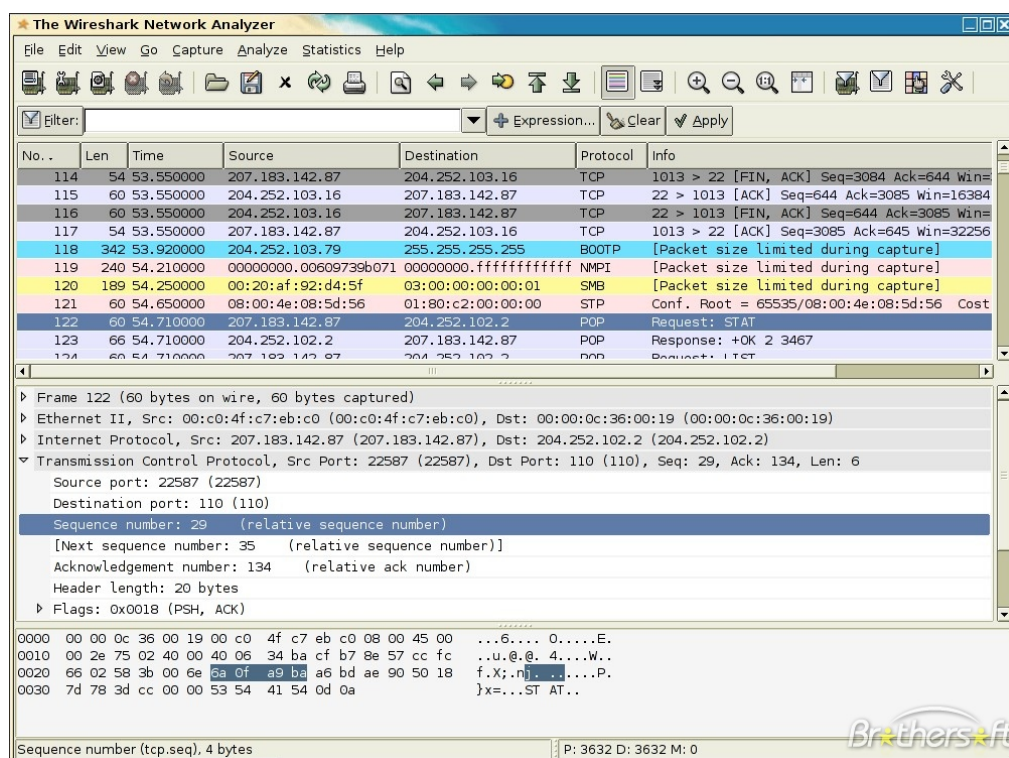 The Wireshark Network Analyzer
File Edit View Go Capture Analyze Statistics Help
Filter: Expression... Clear Apply
No. . Len Time Source Destination Protocol Info
114 54 53.550000 207.183.142.87 204.252.103.16 TCP 1013 > 22 [FIN, ACK] Seq=3084 Ack=644 Win=
115 60 53.550000 204.252.103.16 207.183.142.87 TCP 22 > 1013 [ACK] Seq=644 Ack=3085 Win=16384
116 60 53.550000 204.252.103.16 207.183.142.87 TCP 22 > 1013 [FIN, ACK] Seq=644 Ack=3085 Win=
117 54 53.550000 207.183.142.87 204.252.103.16 TCP 1013 > 22 [ACK] Seq=3085 Ack=645 Win=32256
118 342 53.920000 204.252.103.79 255.255.255.255 BOOTP [Packet size limited during capture]
119 240 54.210000 00000000.00609739b071 00000000.ffffffffffff NMPI [Packet size limited during capture]
120 189 54.250000 00:20:af:92:d4:5f 03:00:00:00:00:01 SMB [Packet size limited during capture]
121 60 54.650000 08:00:4e:08:5d:56 01:80:c2:00:00:00 STP Conf. Root = 65535/08:00:4e:08:5d:56 Cost
122 60 54.710000 207.183.142.87 204.252.102.2 POP Request: STAT
123 66 54.710000 204.252.102.2 207.183.142.87 POP Response: +OK 2 3467
124 60 54.710000 207.183.142.87 204.252.102.2 POP Request: LIST
Frame 122 (60 bytes on wire, 60 bytes captured)
Ethernet II, Src: 00:c0:4f:c7:eb:c0 (00:c0:4f:c7:eb:c0), Dst: 00:00:0c:36:00:19 (00:00:0c:36:00:19)
Internet Protocol, Src: 207.183.142.87 (207.183.142.87), Dst: 204.252.102.2 (204.252.102.2)
Transmission Control Protocol, Src Port: 22587 (22587), Dst Port: 110 (110), Seq: 29, Ack: 134, Len: 6
Source port: 22587 (22587)
Destination port: 110 (110)
Sequence number: 29 (relative sequence number)
[Next sequence number: 35 (relative sequence number)]
Acknowledgement number: 134 (relative ack number)
Header length: 20 bytes
Flags: 0x0018 (PSH, ACK)
0000 00 00 0c 36 00 19 00 c0 4f c7 eb c0 08 00 45 00 ...6.... O.....E.
0010 00 2e 75 02 40 00 40 06 34 ba cf b7 8e 57 cc fc ..u.@.@. 4....W..
0020 66 02 58 3b 00 6e 6a 0f a9 ba a6 bd ae 90 50 18 f.X;.nj. ......P.
0030 7d 78 3d cc 00 00 53 54 41 54 0d 0a }x=...ST AT..
Sequence number (tcp.seq), 4 bytes P: 3632 D: 3632 M: 0
Brothersoft